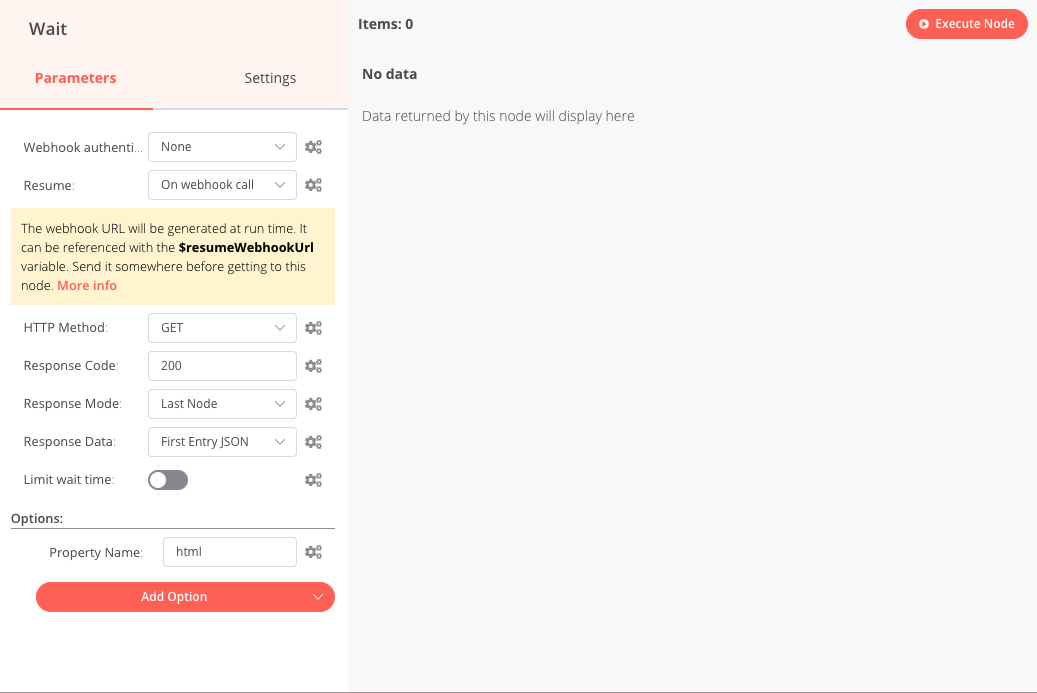 Wait
Parameters
Settings
Webhook authenti...
None
Resume:
On webhook call
The webhook URL will be generated at run time. It
can be referenced with the $resumeWebhookUrl
variable. Send it somewhere before getting to this
node. More info
HTTP Method:
GET
Response Code:
200
Response Mode:
Last Node
Response Data:
First Entry JSON
Limit wait time:
Options:
Property Name:
html
Add Option
Items: 0
Execute Node
No data
Data returned by this node will display here